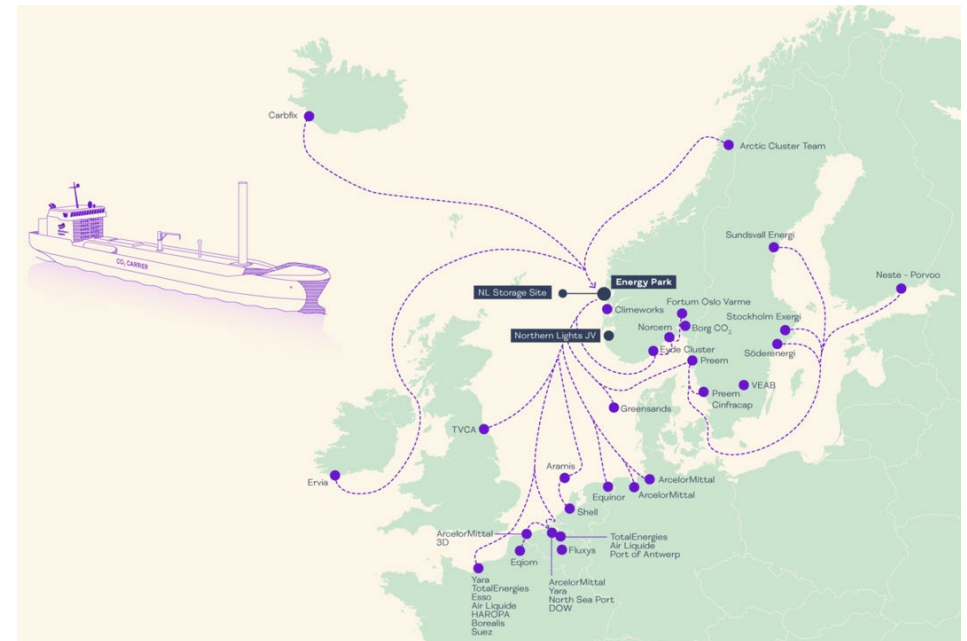 Carbfix
Arctic Cluster Team
CO₂ CARRIER
Sundsvall Energi
Neste - Porvoo
Energy Park
NL Storage Site
Climeworks
Fortum Oslo Varme
Stockholm Exergi
Norcem
Borg CO₂
Northern Lights JV
Eyde Cluster
Söderenergi
Preem
VEAB
Preem
Cinfracap
Greensands
TVCA
Aramis
Ervia
ArcelorMittal
Equinor
ArcelorMittal
Shell
ArcelorMittal
3D
TotalEnergies
Air Liquide
Port of Antwerp
Eqiom
Fluxys
Yara
TotalEnergies
Esso
Air Liquide
HAROPA
Borealis
Suez
ArcelorMittal
Yara
North Sea Port
DOW